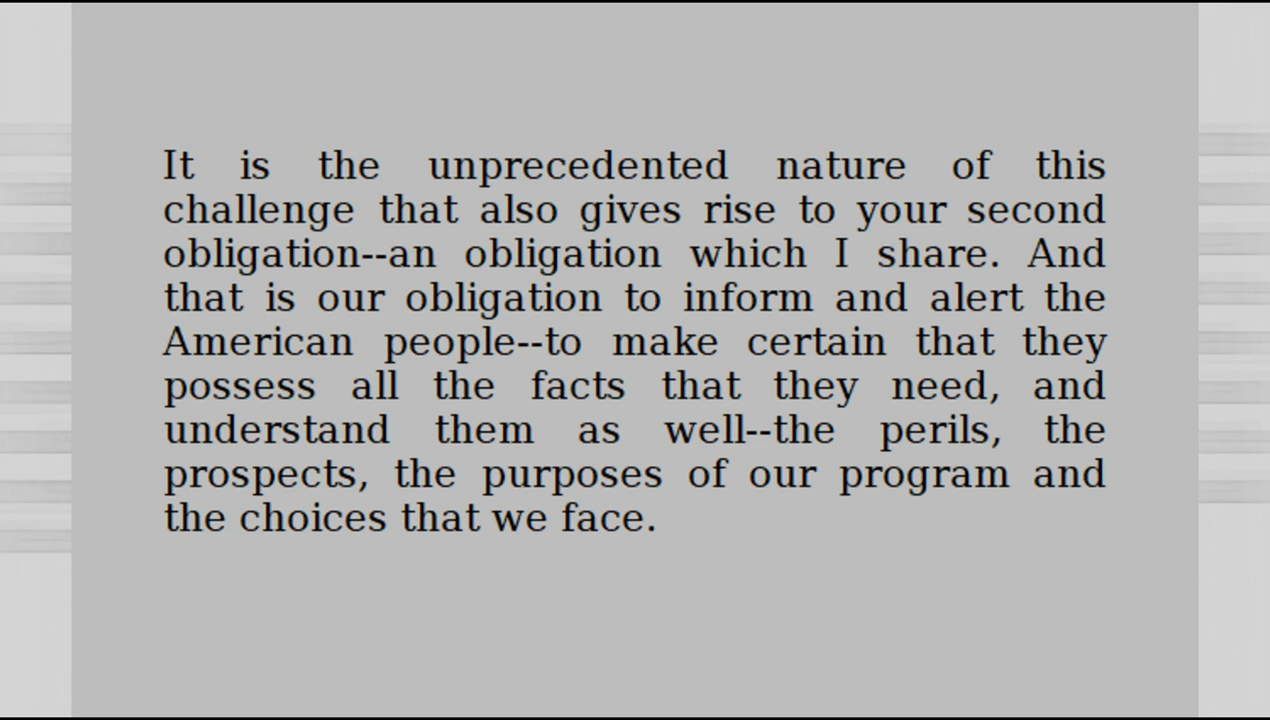 It is the unprecedented nature of this
challenge that also gives rise to your second
obligation--an obligation which I share. And
that is our obligation to inform and alert the
American people--to make certain that they
possess all the facts that they need, and
understand them as well--the perils, the
prospects, the purposes of our program and
the choices that we face.